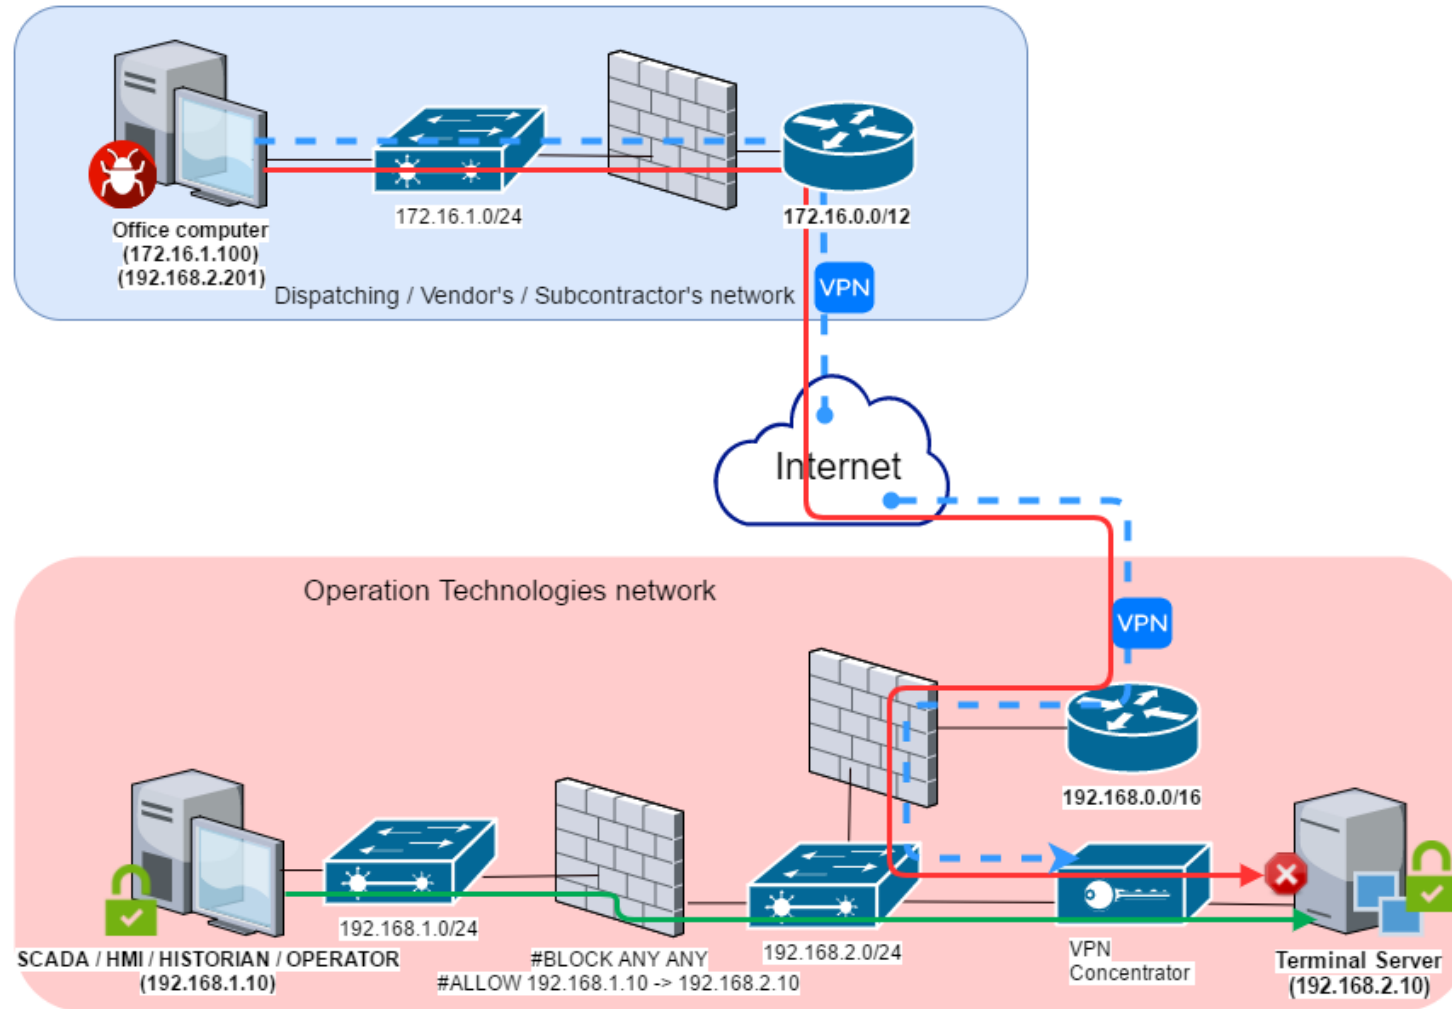 Office computer
(172.16.1.100)
(192.168.2.201)
172.16.1.0/24
172.16.0.0/12
Dispatching / Vendor's / Subcontractor's network
VPN
Internet
Operation Technologies network
VPN
192.168.0.0/16
192.168.1.0/24
SCADA / HMI / HISTORIAN / OPERATOR
(192.168.1.10)
#BLOCK ANY ANY
#ALLOW 192.168.1.10 -> 192.168.2.10
192.168.2.0/24
VPN
Concentrator
Terminal Server
(192.168.2.10)